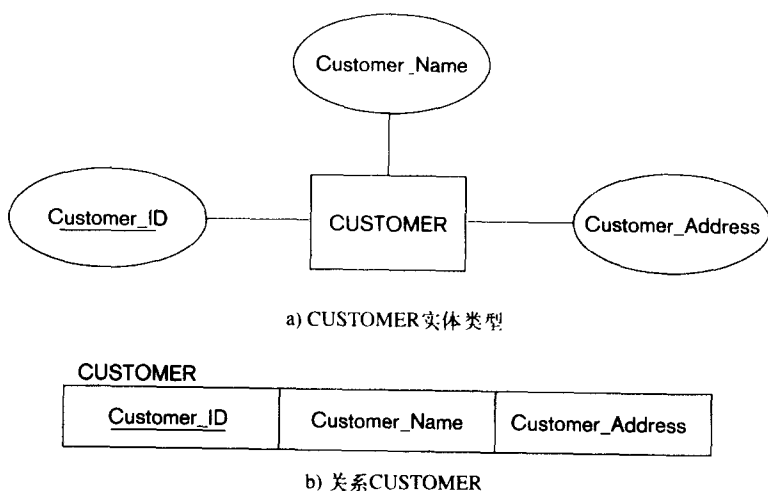 Customer_Name
Customer_ID
CUSTOMER
Customer_Address
a) CUSTOMER实体类型
CUSTOMER
Customer_ID
Customer_Name
Customer_Address
b) 关系CUSTOMER